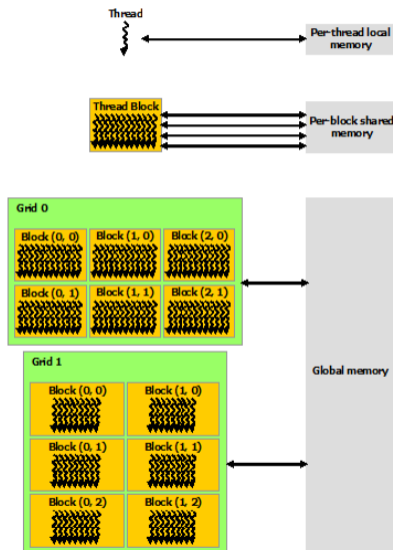 Thread
Per-thread local
memory
Thread Block
Per-block shared
memory
Grid 0
Block (0, 0) Block (1, 0) Block (2, 0)
Block (0, 1) Block (1, 1) Block (2, 1)
Grid 1
Block (0, 0) Block (1, 0)
Global memory
Block (0, 1) Block (1, 1)
Block (0, 2) Block (1, 2)